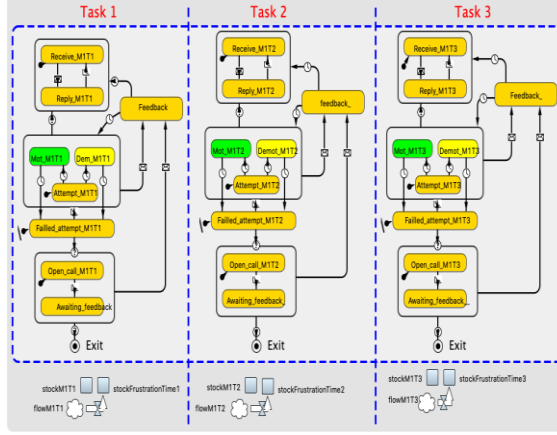 Task 1
Receive_M1T1
Reply_M1T1
Feedback
Mot_M1T1
Dem_M1T1
Attempt_M1T1
Failled_attempt_M1T1
Open_call_M1T1
Awaiting_feedback
Exit
stockM1T1
stockFrustrationTime1
flowM1T1
Task 2
Receive_M1T2
Reply_M1T2
feedback_
Mot_M1T2
Demot_M1T2
Attempt_M1T2
Failled_attempt_M1T2
Open_call_M1T2
Awaiting_feedback_
Exit
stockM1T2
stockFrustrationTime2
flowM1T2
Task 3
Receive_M1T3
Reply_M1T3
Feedback_
Mot_M1T3
Demot_M1T3
Attempt_M1T3
Failled_attempt_M1T3
Open_call_M1T3
Awaiting_feedback__
Exit
stockM1T3
stockFrustrationTime3
flowM1T3